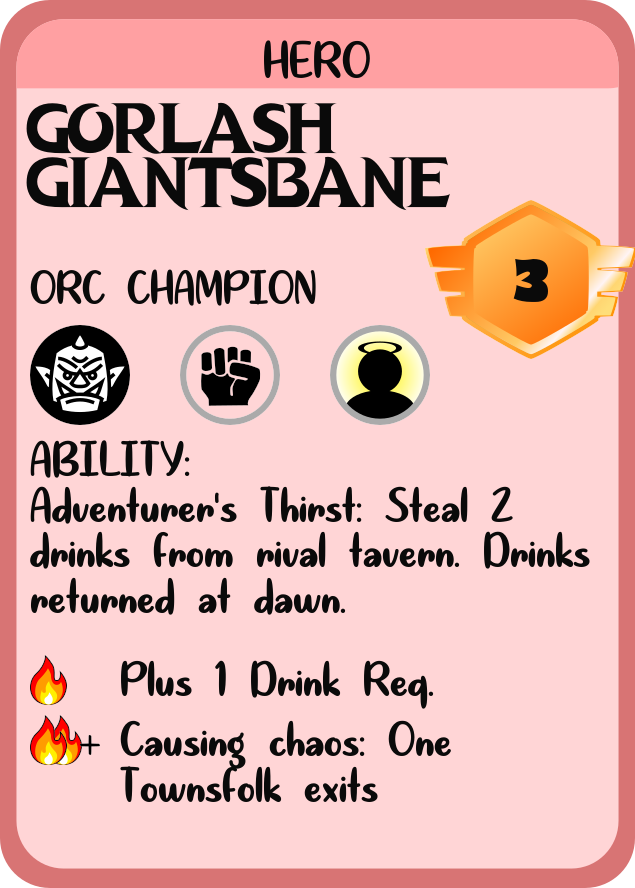 HERO
GORLASH
GIANTSBANE
3
ORC CHAMPION
ABILITY:
Adventurer's Thirst: Steal 2
drinks from rival tavern. Drinks
returned at dawn.
Plus 1 Drink Req.
+ Causing chaos: One
Townsfolk exits